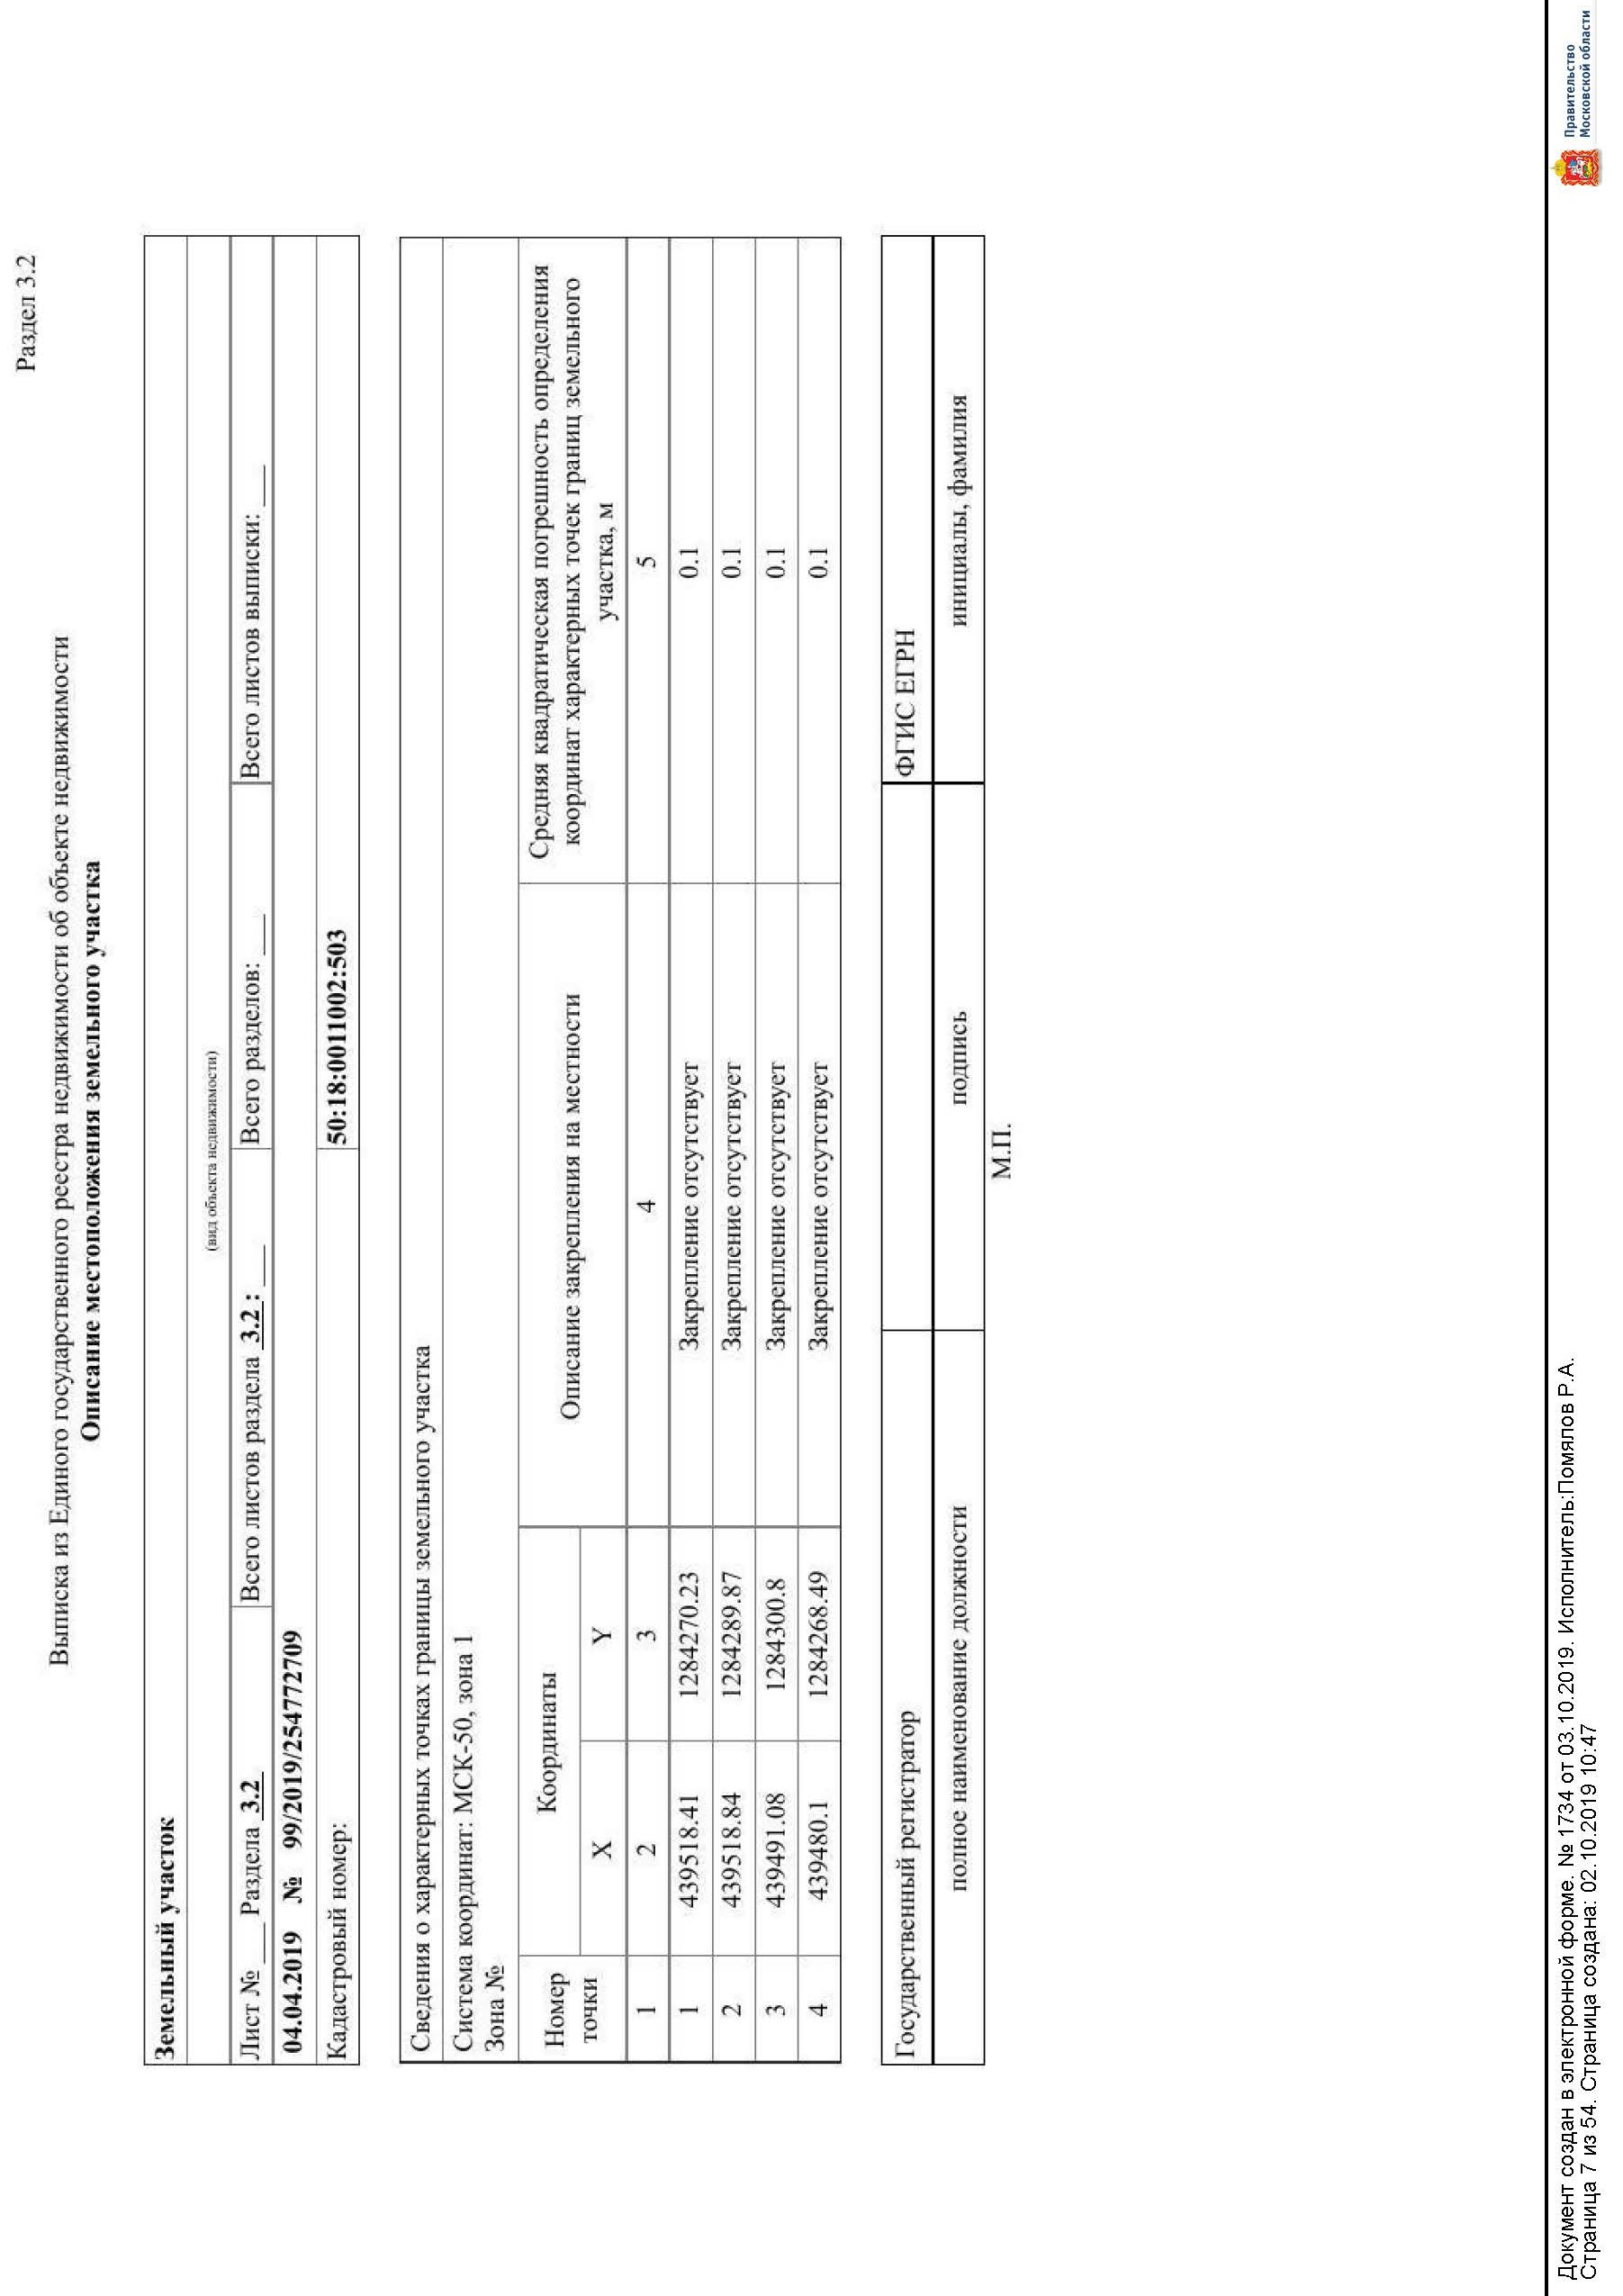 Раздел 3.2
Выписка из Единого государственного реестра недвижимости об объекте недвижимости
Описание местоположения земельного участка
Земельный участок
(вид объекта недвижимости)
Лист № ___ Раздела 3.2 Всего листов раздела 3.2 : ___ Всего разделов: ___ Всего листов выписки: ___
04.04.2019 № 99/2019/254772709
Кадастровый номер: 50:18:0011002:503
Сведения о характерных точках границы земельного участка
Система координат: МСК-50, зона 1
Зона №
Номер точки Координаты Описание закрепления на местности Средняя квадратическая погрешность определения
координат характерных точек границ земельного
участка, м
X Y
1 2 3 4 5
1 439518.41 1284270.23 Закрепление отсутствует 0.1
2 439518.84 1284289.87 Закрепление отсутствует 0.1
3 439491.08 1284300.8 Закрепление отсутствует 0.1
4 439480.1 1284268.49 Закрепление отсутствует 0.1
Государственный регистратор ФГИС ЕГРН
полное наименование должности подпись инициалы, фамилия
М.П.
Документ создан в электронной форме. № 1734 от 03.10.2019. Исполнитель:Помялов Р.А.
Страница 7 из 54. Страница создана: 02.10.2019 10:47
Правительство
Московской области